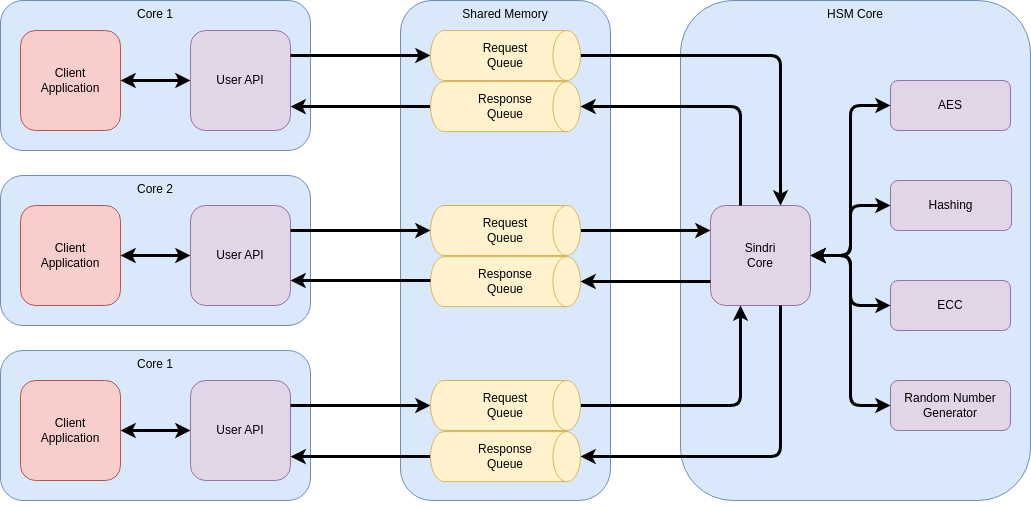 Core 1
Client
Application
User API
Core 2
Client
Application
User API
Core 1
Client
Application
User API
Shared Memory
Request
Queue
Response
Queue
Request
Queue
Response
Queue
Request
Queue
Response
Queue
HSM Core
Sindri
Core
AES
Hashing
ECC
Random Number
Generator